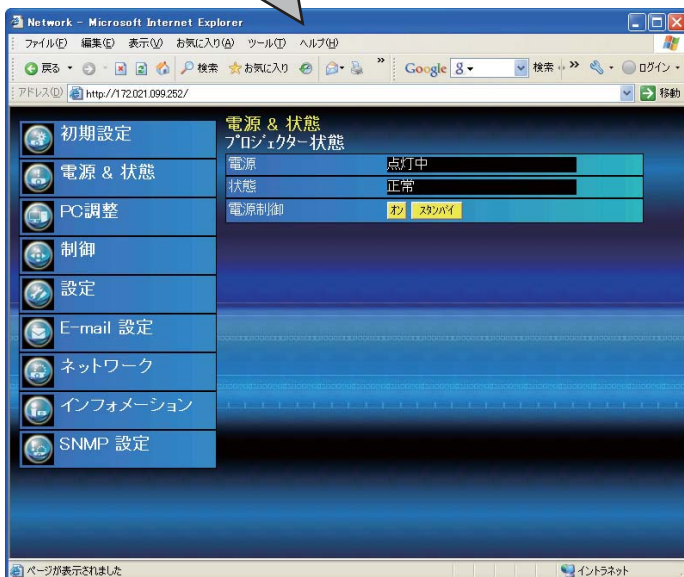 Network - Microsoft Internet Explorer
ファイル(F) 編集(E) 表示(V) お気に入り(A) ツール(T) ヘルプ(H)
戻る 検索 お気に入り » Google 検索 » ログイン
アドレス(D) http://172.021.099.252/ 移動
初期設定
電源 & 状態
PC調整
制御
設定
E-mail 設定
ネットワーク
インフォメーション
SNMP 設定
電源 & 状態
プロジェクター状態
電源 点灯中
状態 正常
電源制御 オン スタンバイ
ページが表示されました イントラネット